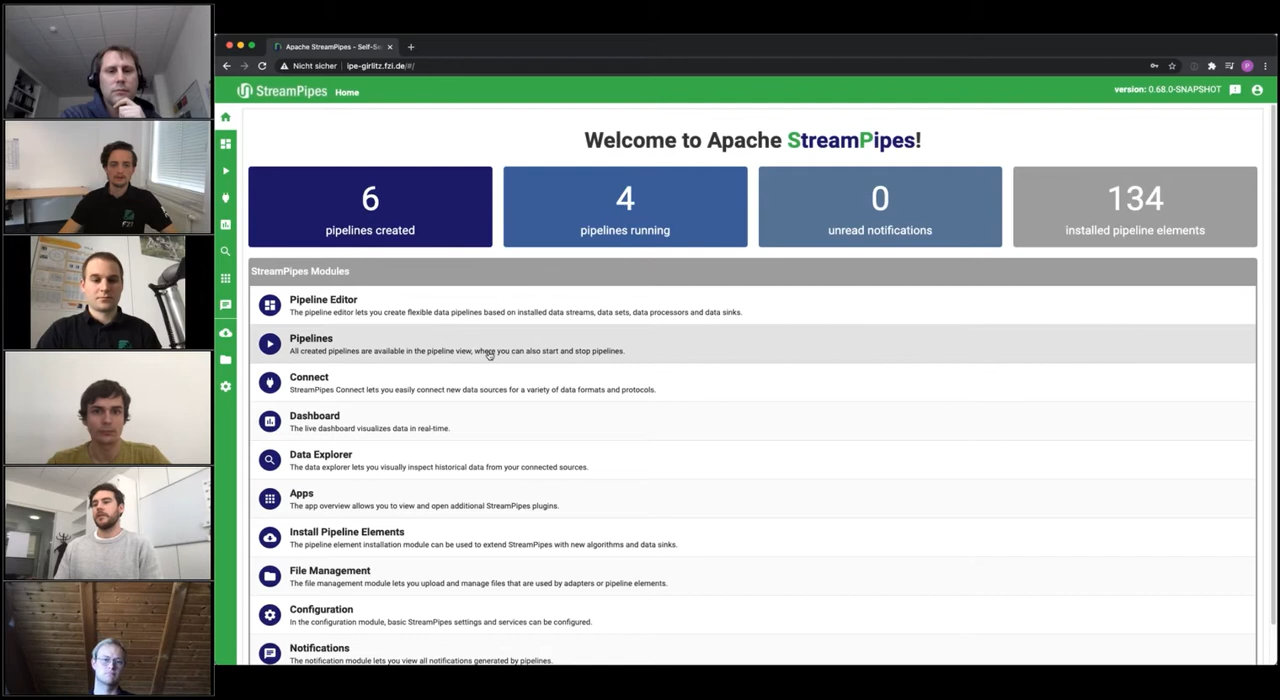 Apache StreamPipes - Self-Se
Nicht sicher
ipe-girlitz.fzi.de/#/
StreamPipes
Home
version: 0.68.0-SNAPSHOT
Welcome to Apache StreamPipes!
6
pipelines created
4
pipelines running
0
unread notifications
134
installed pipeline elements
StreamPipes Modules
Pipeline Editor
The pipeline editor lets you create flexible data pipelines based on installed data streams, data sets, data processors and data sinks.
Pipelines
All created pipelines are available in the pipeline view, where you can also start and stop pipelines.
Connect
StreamPipes Connect lets you easily connect new data sources for a variety of data formats and protocols.
Dashboard
The live dashboard visualizes data in real-time.
Data Explorer
The data explorer lets you visually inspect historical data from your connected sources.
Apps
The app overview allows you to view and open additional StreamPipes plugins.
Install Pipeline Elements
The pipeline element installation module can be used to extend StreamPipes with new algorithms and data sinks.
File Management
The file management module lets you upload and manage files that are used by adapters or pipeline elements.
Configuration
In the configuration module, basic StreamPipes settings and services can be configured.
Notifications
The notification module lets you view all notifications generated by pipelines.
FZI